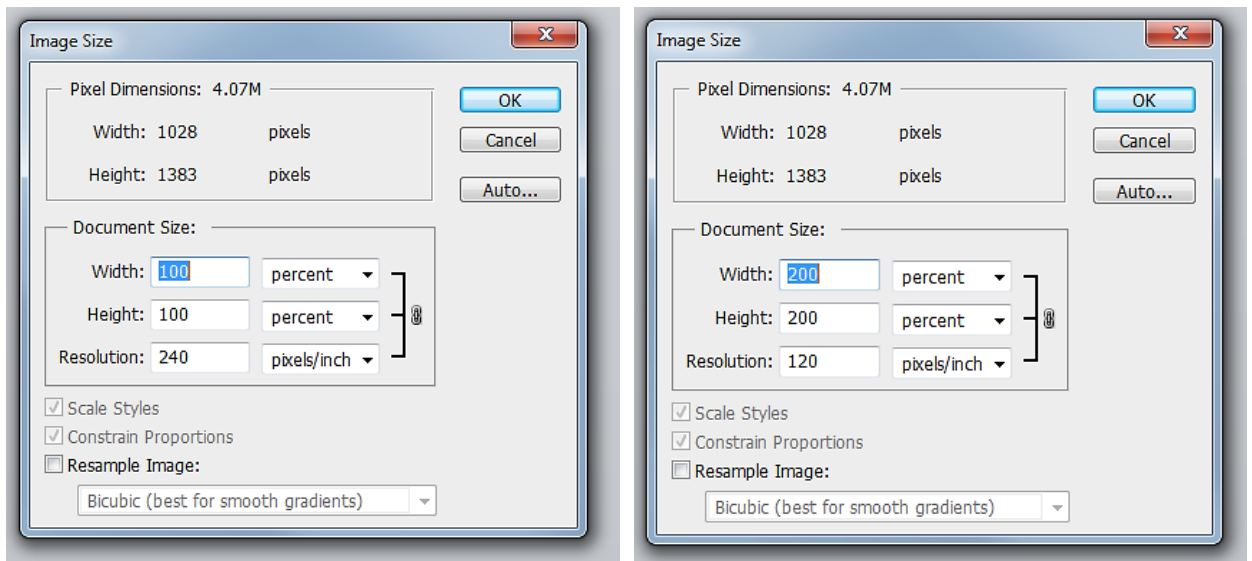 Image Size
Pixel Dimensions: 4.07M
Width: 1028 pixels
Height: 1383 pixels
OK
Cancel
Auto...
Document Size:
Width: 100 percent
Height: 100 percent
Resolution: 240 pixels/inch
Scale Styles
Constrain Proportions
Resample Image:
Bicubic (best for smooth gradients)
Image Size
Pixel Dimensions: 4.07M
Width: 1028 pixels
Height: 1383 pixels
OK
Cancel
Auto...
Document Size:
Width: 200 percent
Height: 200 percent
Resolution: 120 pixels/inch
Scale Styles
Constrain Proportions
Resample Image:
Bicubic (best for smooth gradients)